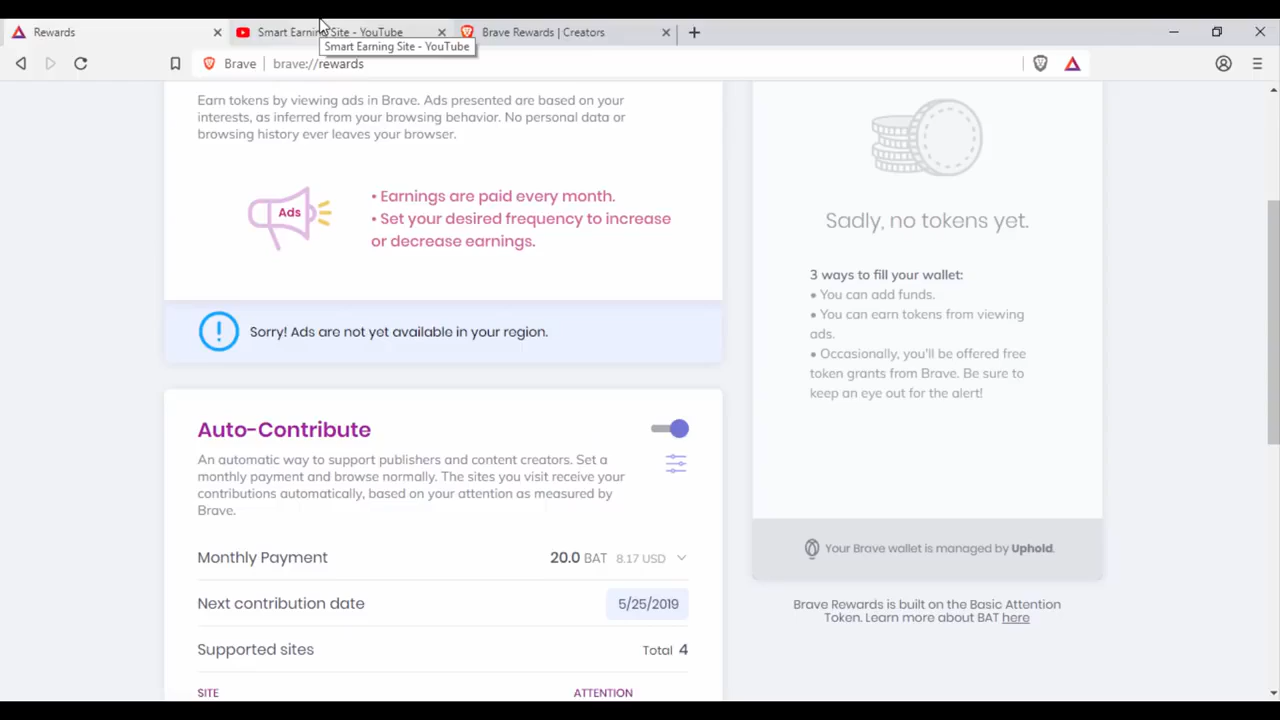 Rewards
Smart Earning Site - YouTube
Brave Rewards | Creators
Smart Earning Site - YouTube
Brave
brave://rewards
Earn tokens by viewing ads in Brave. Ads presented are based on your
interests, as inferred from your browsing behavior. No personal data or
browsing history ever leaves your browser.
Ads
• Earnings are paid every month.
• Set your desired frequency to increase
or decrease earnings.
Sorry! Ads are not yet available in your region.
Auto-Contribute
An automatic way to support publishers and content creators. Set a
monthly payment and browse normally. The sites you visit receive your
contributions automatically, based on your attention as measured by
Brave.
Monthly Payment 20.0 BAT 8.17 USD
Next contribution date 5/25/2019
Supported sites Total 4
SITE ATTENTION
Sadly, no tokens yet.
3 ways to fill your wallet:
• You can add funds.
• You can earn tokens from viewing
ads.
• Occasionally, you'll be offered free
token grants from Brave. Be sure to
keep an eye out for the alert!
Your Brave wallet is managed by Uphold.
Brave Rewards is built on the Basic Attention
Token. Learn more about BAT here